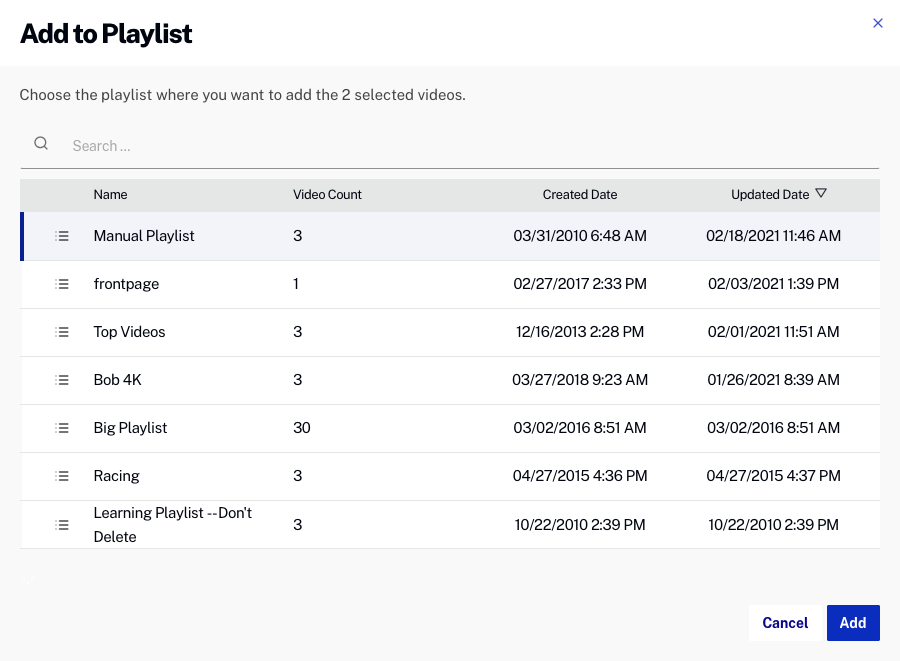 Add to Playlist
Choose the playlist where you want to add the 2 selected videos.
Search ...
Name Video Count Created Date Updated Date
Manual Playlist 3 03/31/2010 6:48 AM 02/18/2021 11:46 AM
frontpage 1 02/27/2017 2:33 PM 02/03/2021 1:39 PM
Top Videos 3 12/16/2013 2:28 PM 02/01/2021 11:51 AM
Bob 4K 3 03/27/2018 9:23 AM 01/26/2021 8:39 AM
Big Playlist 30 03/02/2016 8:51 AM 03/02/2016 8:51 AM
Racing 3 04/27/2015 4:36 PM 04/27/2015 4:37 PM
Learning Playlist --Don't
Delete 3 10/22/2010 2:39 PM 10/22/2010 2:39 PM
Cancel Add